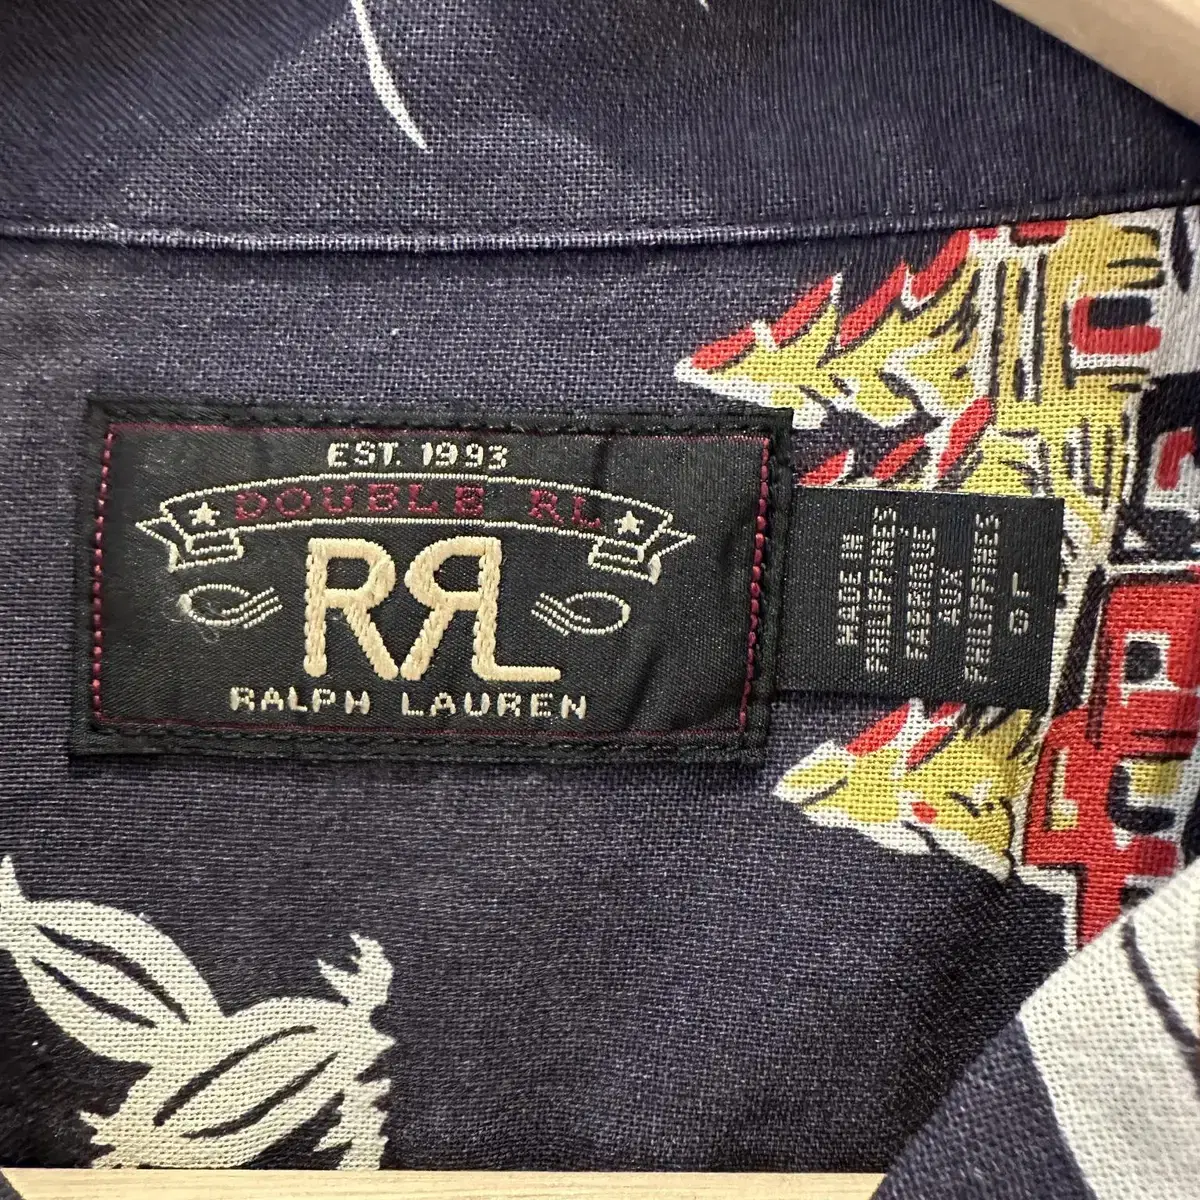 EST. 1993
DOUBLE RL
RRL
RALPH LAUREN
MADE IN
PHILIPPINES
FABRIQUÉ
AUX
PHILIPPINES